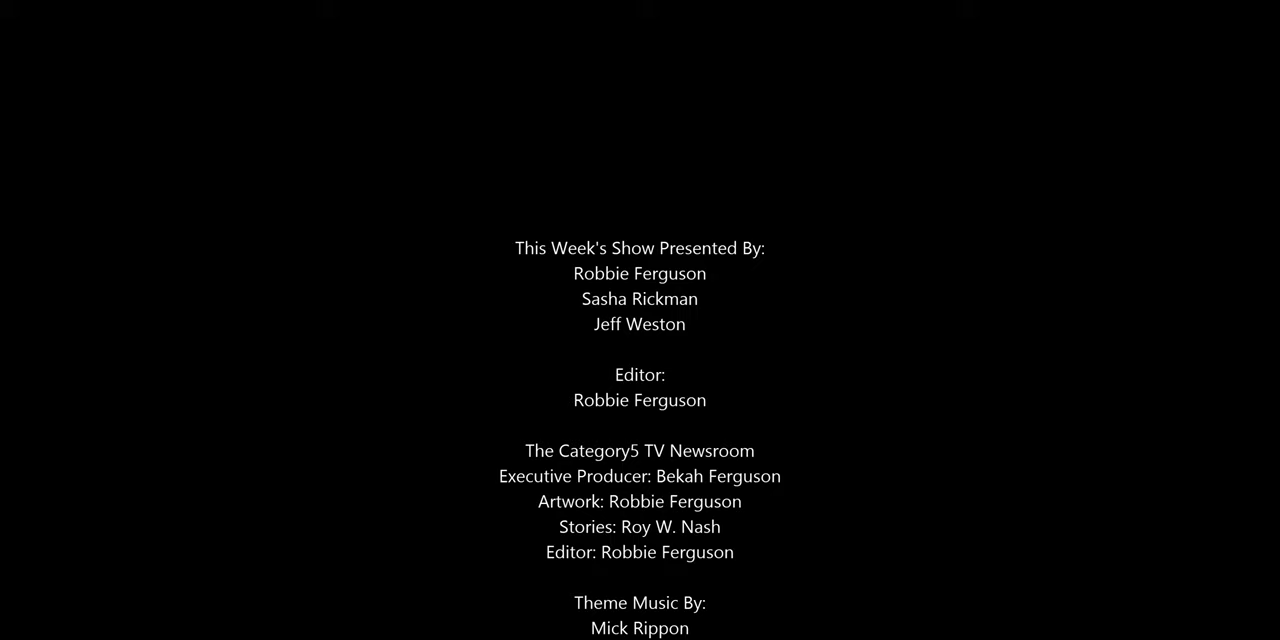 This Week's Show Presented By:
Robbie Ferguson
Sasha Rickman
Jeff Weston
Editor:
Robbie Ferguson
The Category5 TV Newsroom
Executive Producer: Bekah Ferguson
Artwork: Robbie Ferguson
Stories: Roy W. Nash
Editor: Robbie Ferguson
Theme Music By:
Mick Rippon